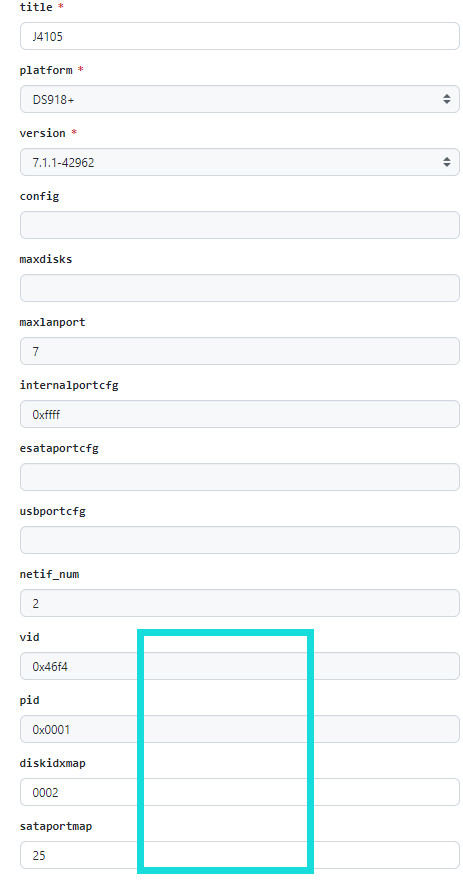 title *
J4105
platform *
DS918+
version *
7.1.1-42962
config
maxdisks
maxlanport
7
internalportcfg
0xffff
esataportcfg
usbportcfg
netif_num
2
vid
0x46f4
pid
0x0001
diskidxmap
0002
sataportmap
25